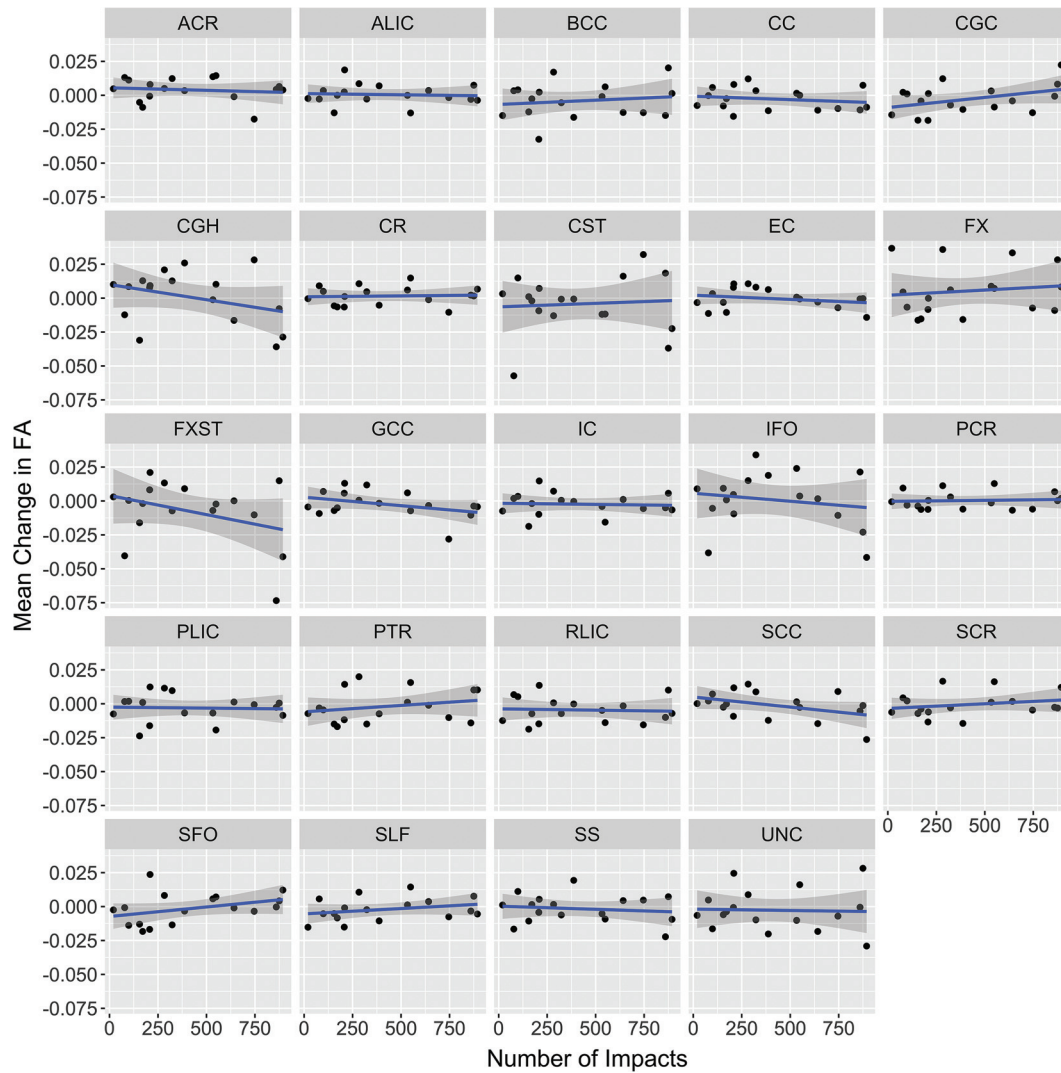 ACR ALIC BCC CC CGC
0.025
0.000
-0.025
-0.050
-0.075
CGH CR CST EC FX
0.025
0.000
-0.025
-0.050
-0.075
FXST GCC IC IFO PCR
0.025
0.000
-0.025
-0.050
-0.075
Mean Change in FA
PLIC PTR RLIC SCC SCR
0.025
0.000
-0.025
-0.050
-0.075
0 250 500 750
SFO SLF SS UNC
0.025
0.000
-0.025
-0.050
-0.075
0 250 500 750 0 250 500 750 0 250 500 750 0 250 500 750
Number of Impacts